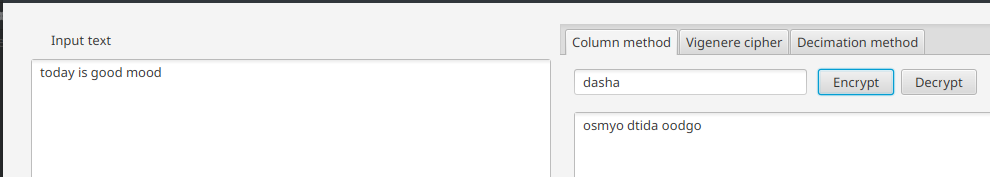 Input text
today is good mood
Column method Vigenere cipher Decimation method
dasha Encrypt Decrypt
osmyo dtida oodgo